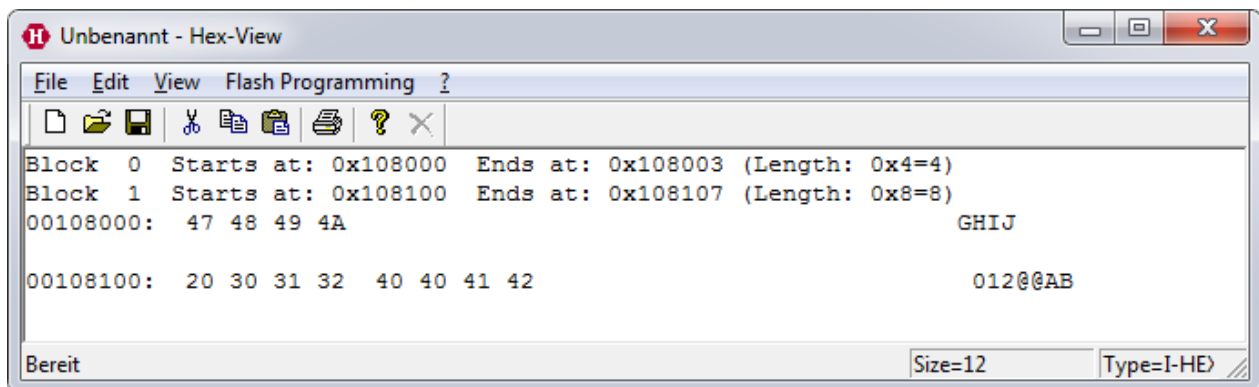 Unbenannt - Hex-View
File Edit View Flash Programming ?
Block 0 Starts at: 0x108000 Ends at: 0x108003 (Length: 0x4=4)
Block 1 Starts at: 0x108100 Ends at: 0x108107 (Length: 0x8=8)
00108000: 47 48 49 4A GHIJ
00108100: 20 30 31 32 40 40 41 42 012@@AB
Bereit Size=12 Type=I-HE